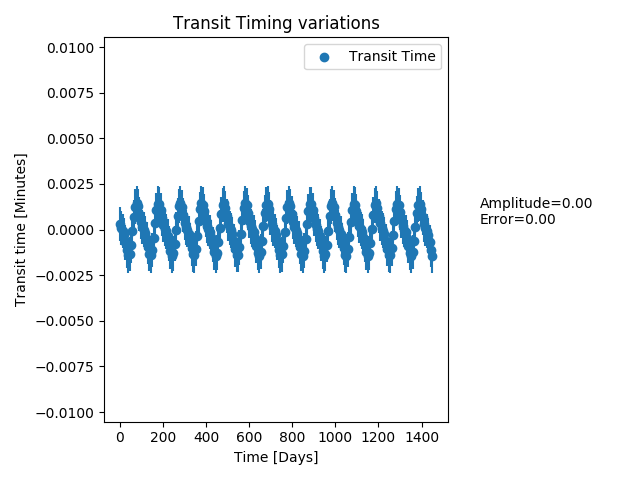 Transit Timing variations
Transit Time
Transit time [Minutes]
0.0100
0.0075
0.0050
0.0025
0.0000
−0.0025
−0.0050
−0.0075
−0.0100
Amplitude=0.00
Error=0.00
0 200 400 600 800 1000 1200 1400
Time [Days]